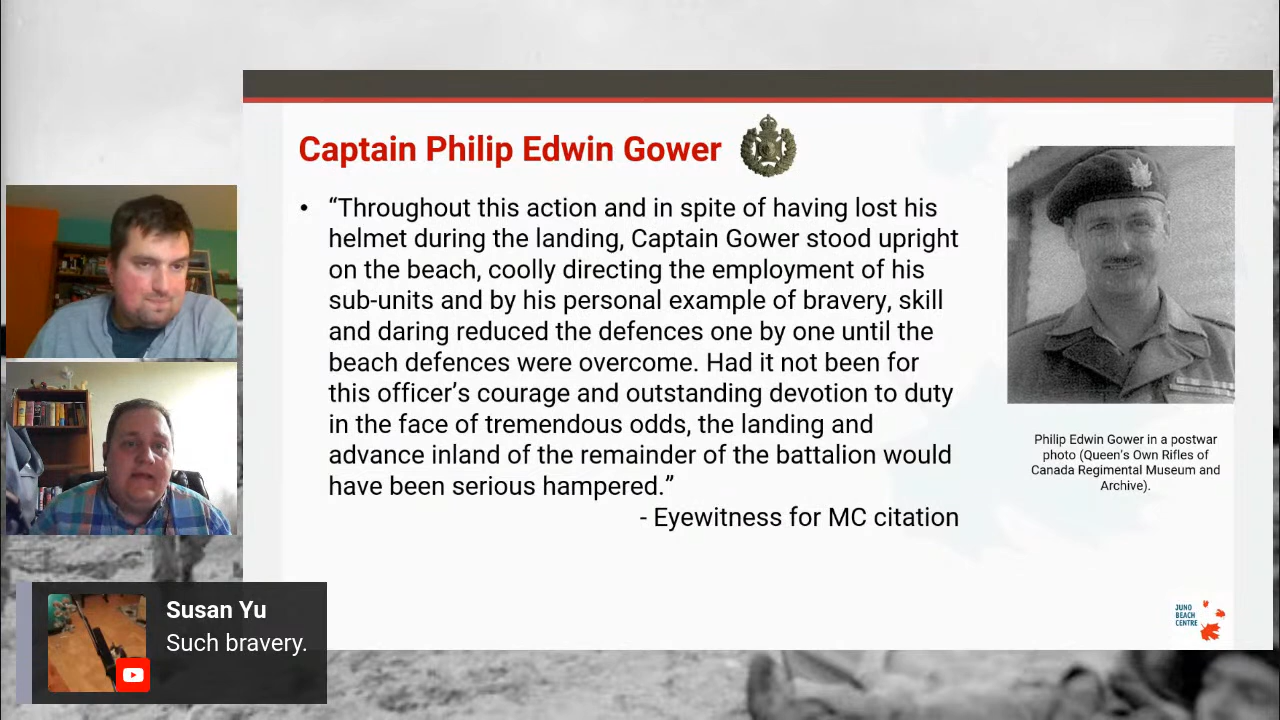 Captain Philip Edwin Gower
• “Throughout this action and in spite of having lost his
helmet during the landing, Captain Gower stood upright
on the beach, coolly directing the employment of his
sub-units and by his personal example of bravery, skill
and daring reduced the defences one by one until the
beach defences were overcome. Had it not been for
this officer’s courage and outstanding devotion to duty
in the face of tremendous odds, the landing and
advance inland of the remainder of the battalion would
have been serious hampered.”
- Eyewitness for MC citation
Philip Edwin Gower in a postwar
photo (Queen’s Own Rifles of
Canada Regimental Museum and
Archive).
JUNO
BEACH
CENTRE
Susan Yu
Such bravery.